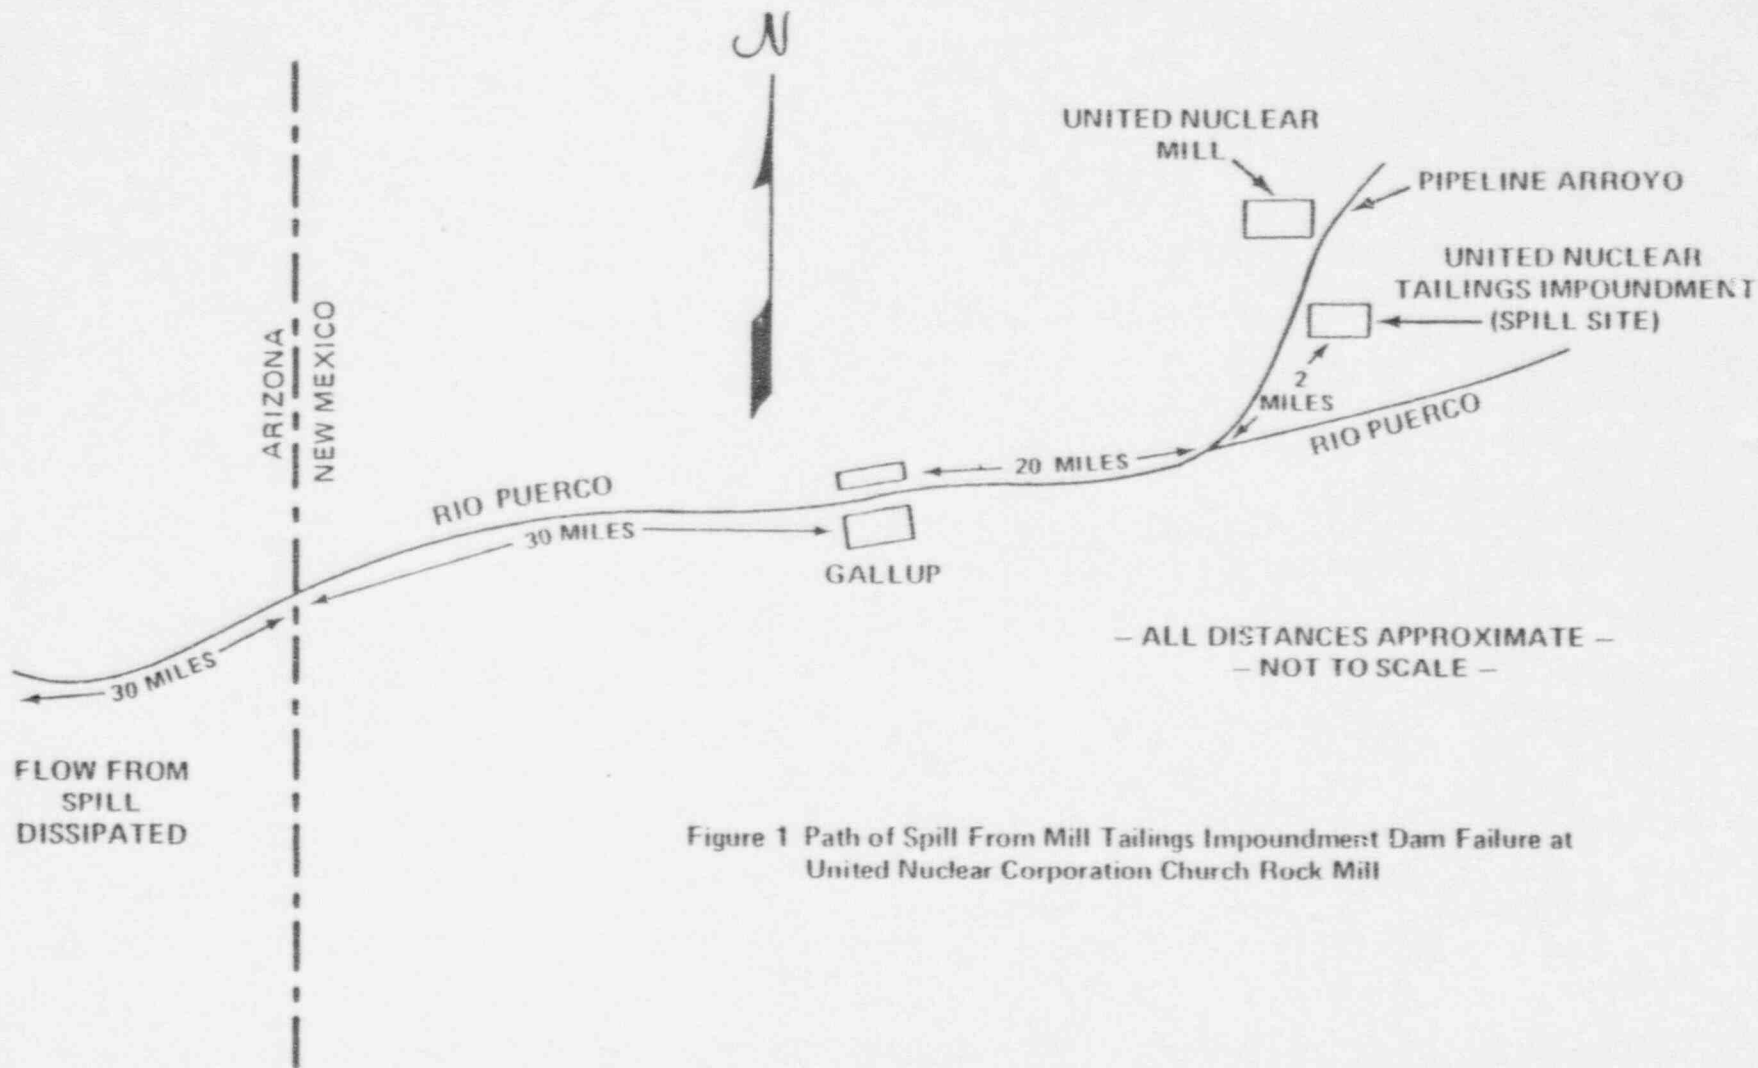 N
UNITED NUCLEAR
MILL
PIPELINE ARROYO
UNITED NUCLEAR
TAILINGS IMPOUNDMENT
(SPILL SITE)
ARIZONA
NEW MEXICO
2
MILES
RIO PUERCO
20 MILES
RIO PUERCO
30 MILES
GALLUP
30 MILES
– ALL DISTANCES APPROXIMATE –
– NOT TO SCALE –
FLOW FROM
SPILL
DISSIPATED
Figure 1 Path of Spill From Mill Tailings Impoundment Dam Failure at
United Nuclear Corporation Church Rock Mill